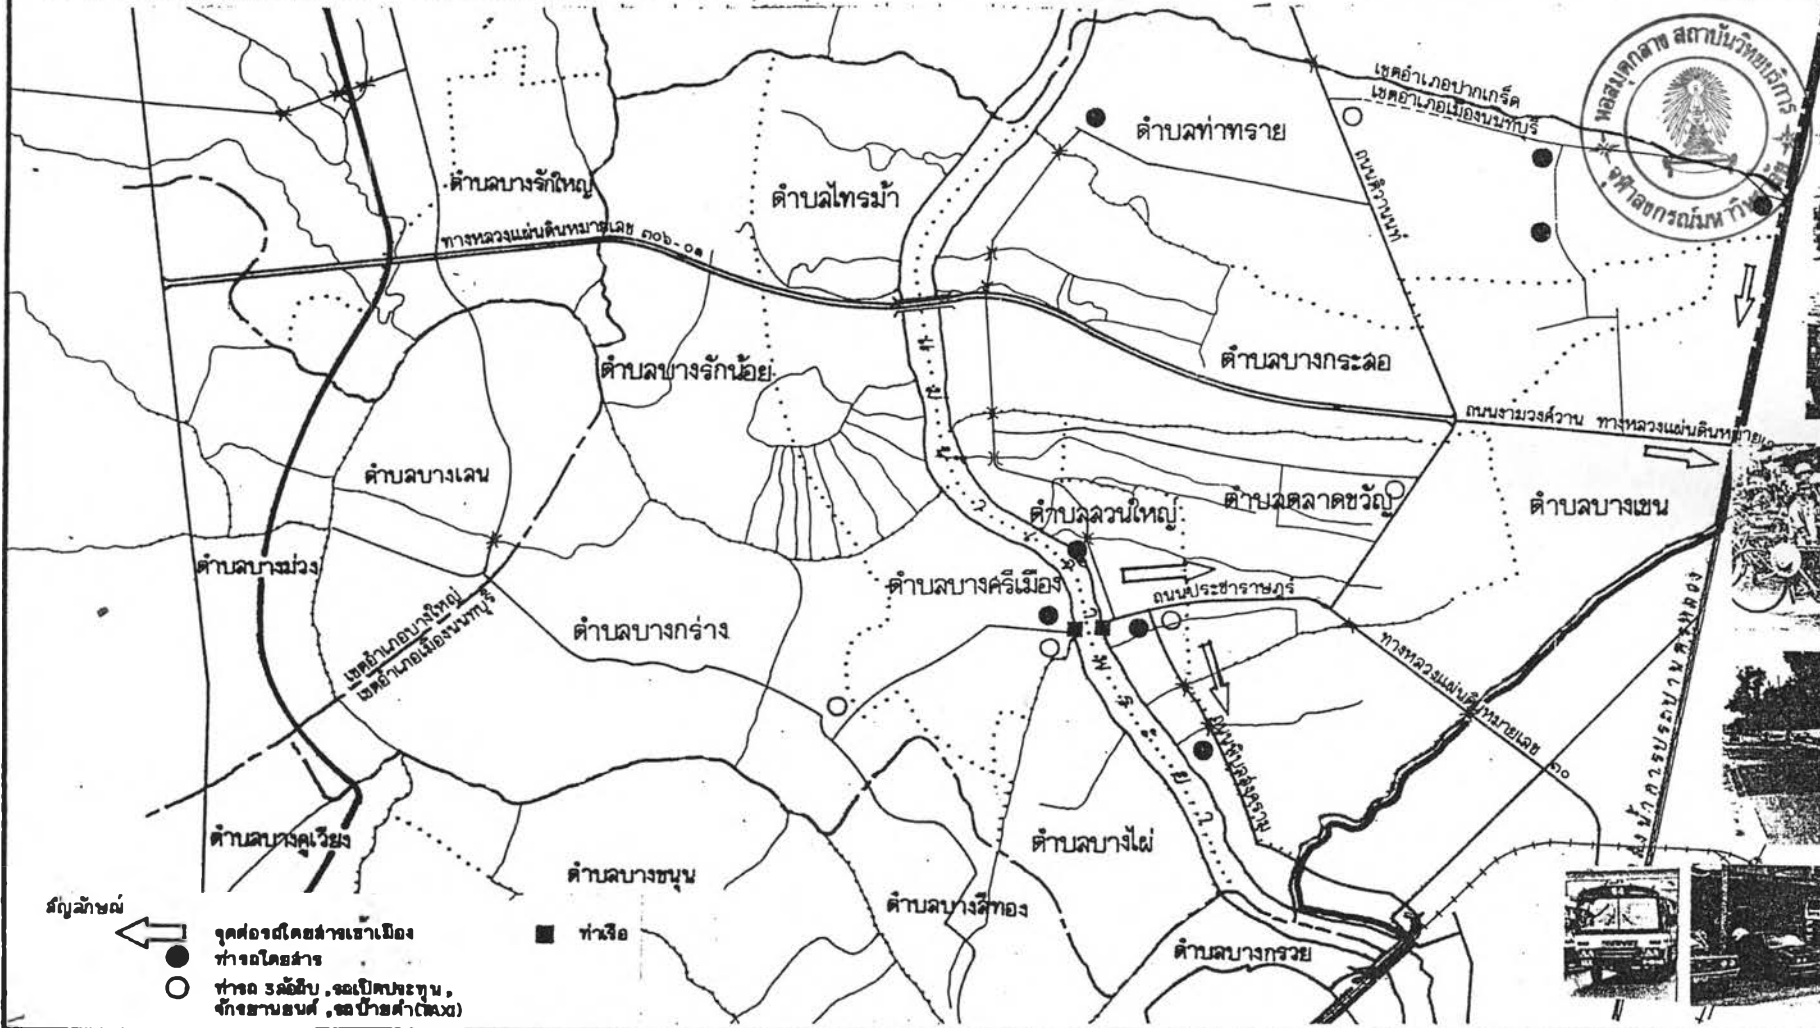 เขตอำเภอปากเกร็ด
เขตอำเภอเมืองนนทบุรี
หอสมุดกลาง สถาบันวิทยบริการ
ตำบลท่าทราย
ถนนติวานนท์
ตำบลบางรักใหญ่
ตำบลไทรม้า
ทางหลวงแผ่นดินหมายเลข ๓๐๖-๐๑
ตำบลบางรักน้อย
ตำบลบางกระสอ
ถนนงามวงศ์วาน ทางหลวงแผ่นดินหมายเลข
ตำบลบางเลน
ตำบลสวนใหญ่
ตำบลตลาดขวัญ
ตำบลบางเขน
แม่น้ำเจ้าพระยา
ตำบลบางม่วง
ตำบลบางศรีเมือง
ถนนประชาราษฎร์
เขตอำเภอบางใหญ่
เขตอำเภอเมืองนนทบุรี
ตำบลบางกร่าง
ทางหลวงแผ่นดินหมายเลข ๓๐
ถนนพิบูลสงคราม
ตำบลบางคูเวียง
ตำบลบางไผ่
ตำบลบางขนุน
ตำบลบางสีทอง
ตำบลบางกรวย
สัญลักษณ์
จุดต่อรถโดยสารเข้าเมือง
ท่ารถโดยสาร
ท่ารถ 3ล้อถีบ , รถเปิดประทุน ,
จักรยานยนต์ , รถป้ายดำ(TAXI)
ท่าเรือ